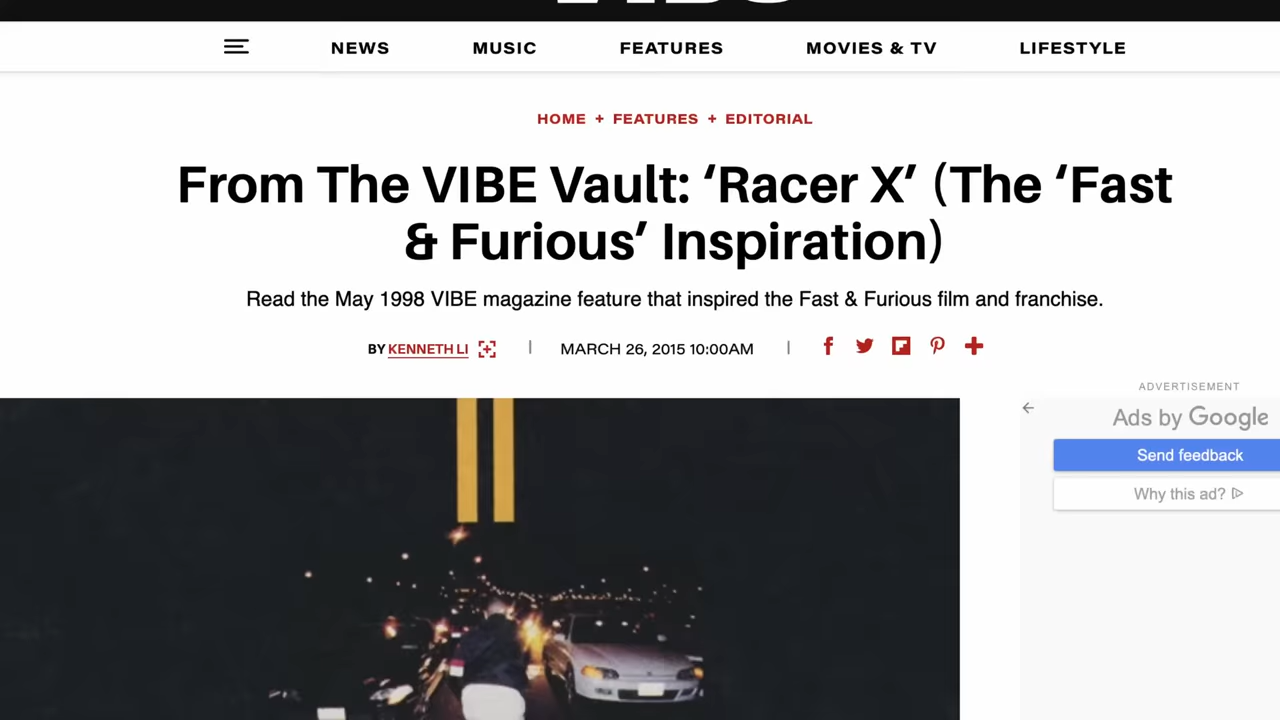 NEWS MUSIC FEATURES MOVIES & TV LIFESTYLE
HOME + FEATURES + EDITORIAL
From The VIBE Vault: ‘Racer X’ (The ‘Fast
& Furious’ Inspiration)
Read the May 1998 VIBE magazine feature that inspired the Fast & Furious film and franchise.
BY KENNETH LI | MARCH 26, 2015 10:00AM |
ADVERTISEMENT
Ads by Google
Send feedback
Why this ad?